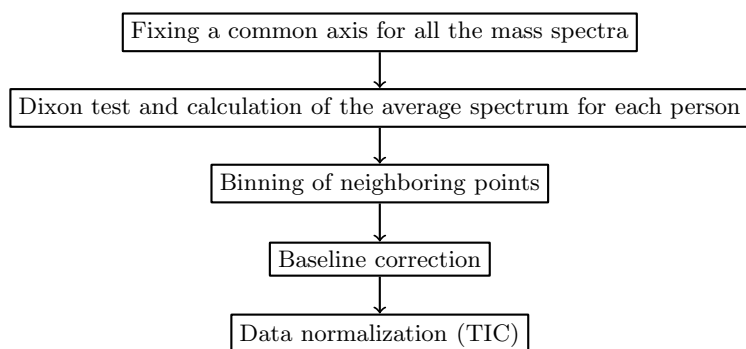 Fixing a common axis for all the mass spectra
Dixon test and calculation of the average spectrum for each person
Binning of neighboring points
Baseline correction
Data normalization (TIC)